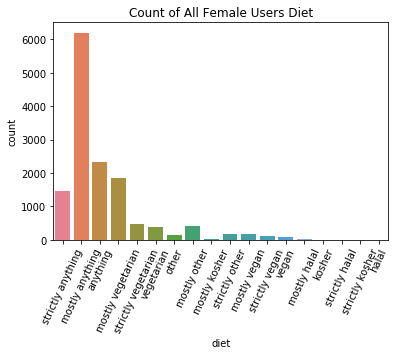 Count of All Female Users Diet
count
6000
5000
4000
3000
2000
1000
0
strictly anything
mostly anything
anything
mostly vegetarian
strictly vegetarian
vegetarian
other
mostly other
mostly kosher
strictly other
mostly vegan
strictly vegan
vegan
mostly halal
kosher
strictly halal
strictly kosher
halal
diet